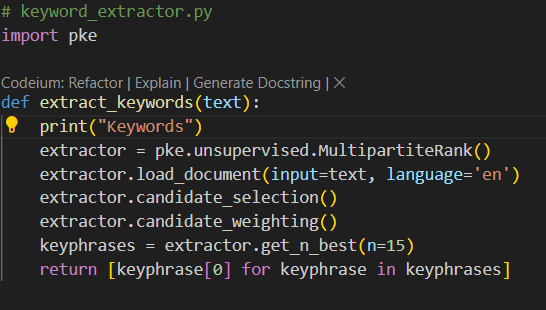 # keyword_extractor.py
import pke
Codeium: Refactor | Explain | Generate Docstring | ✕
def extract_keywords(text):
    print("Keywords")
    extractor = pke.unsupervised.MultipartiteRank()
    extractor.load_document(input=text, language='en')
    extractor.candidate_selection()
    extractor.candidate_weighting()
    keyphrases = extractor.get_n_best(n=15)
    return [keyphrase[0] for keyphrase in keyphrases]